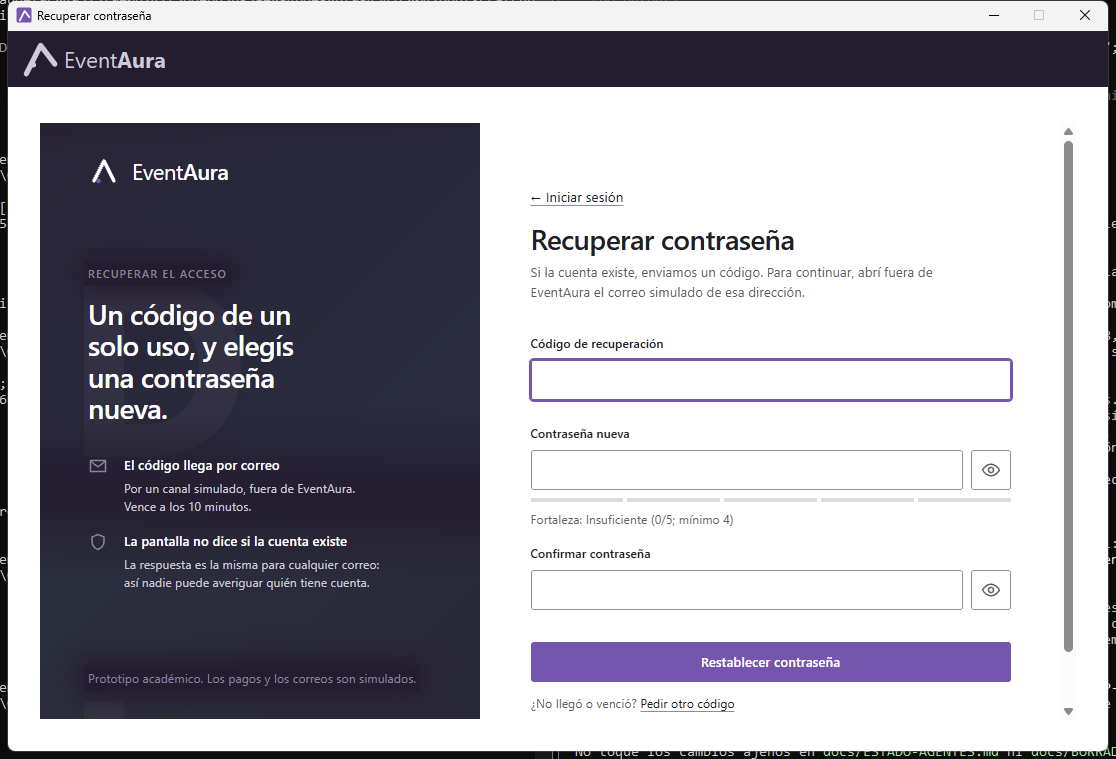 Recuperar contraseña
EventAura
EventAura
RECUPERAR EL ACCESO
Un código de un
solo uso, y elegís
una contraseña
nueva.
El código llega por correo
Por un canal simulado, fuera de EventAura.
Vence a los 10 minutos.
La pantalla no dice si la cuenta existe
La respuesta es la misma para cualquier correo:
así nadie puede averiguar quién tiene cuenta.
Prototipo académico. Los pagos y los correos son simulados.
← Iniciar sesión
Recuperar contraseña
Si la cuenta existe, enviamos un código. Para continuar, abrí fuera de
EventAura el correo simulado de esa dirección.
Código de recuperación
Contraseña nueva
Fortaleza: Insuficiente (0/5; mínimo 4)
Confirmar contraseña
Restablecer contraseña
¿No llegó o venció? Pedir otro código